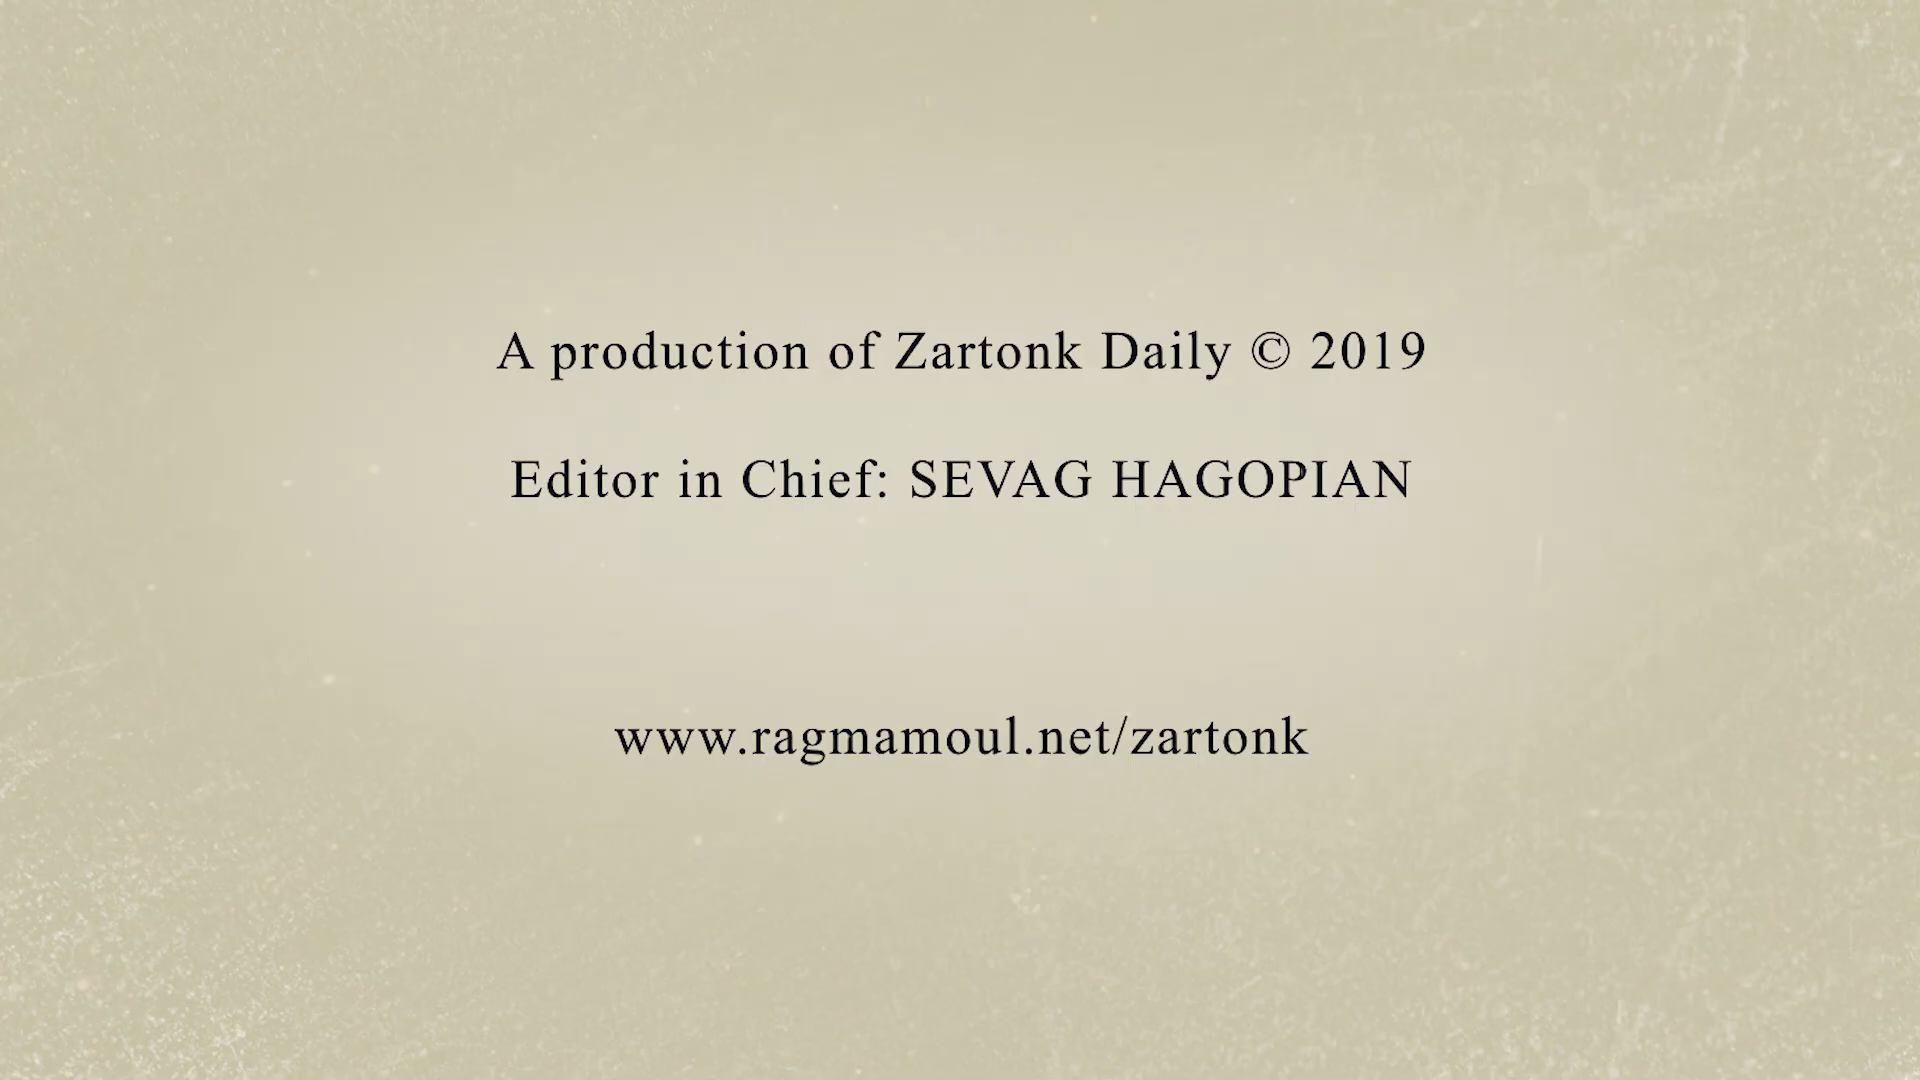 A production of Zartonk Daily © 2019
Editor in Chief: SEVAG HAGOPIAN
www.ragmamoul.net/zartonk